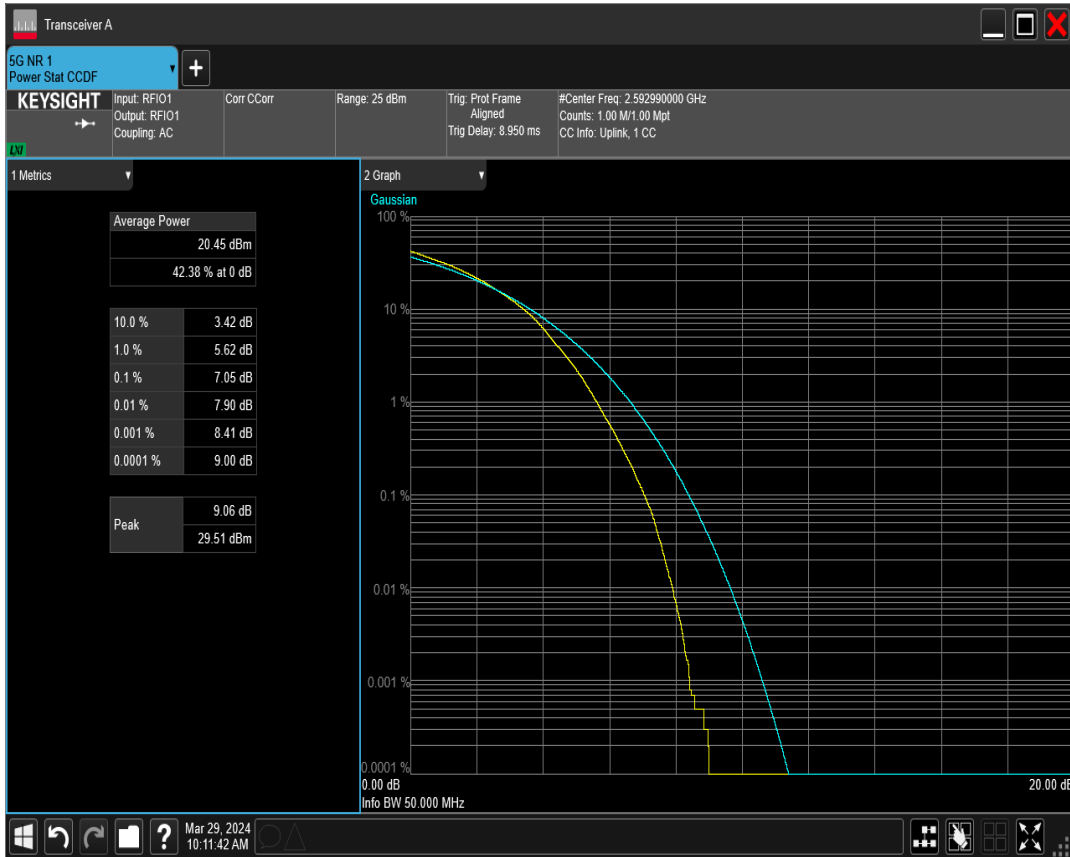 Transceiver A
5G NR 1
Power Stat CCDF
KEYSIGHT
LXI
Input: RFIO1
Output: RFIO1
Coupling: AC
Corr CCorr
Range: 25 dBm
Trig: Prot Frame
Aligned
Trig Delay: 8.950 ms
#Center Freq: 2.592990000 GHz
Counts: 1.00 M/1.00 Mpt
CC Info: Uplink, 1 CC
1 Metrics
Average Power
20.45 dBm
42.38 % at 0 dB
10.0 % 3.42 dB
1.0 % 5.62 dB
0.1 % 7.05 dB
0.01 % 7.90 dB
0.001 % 8.41 dB
0.0001 % 9.00 dB
Peak 9.06 dB
29.51 dBm
2 Graph
Gaussian
100 %
10 %
1 %
0.1 %
0.01 %
0.001 %
0.0001 %
0.00 dB 20.00 dB
Info BW 50.000 MHz
?
Mar 29, 2024
10:11:42 AM